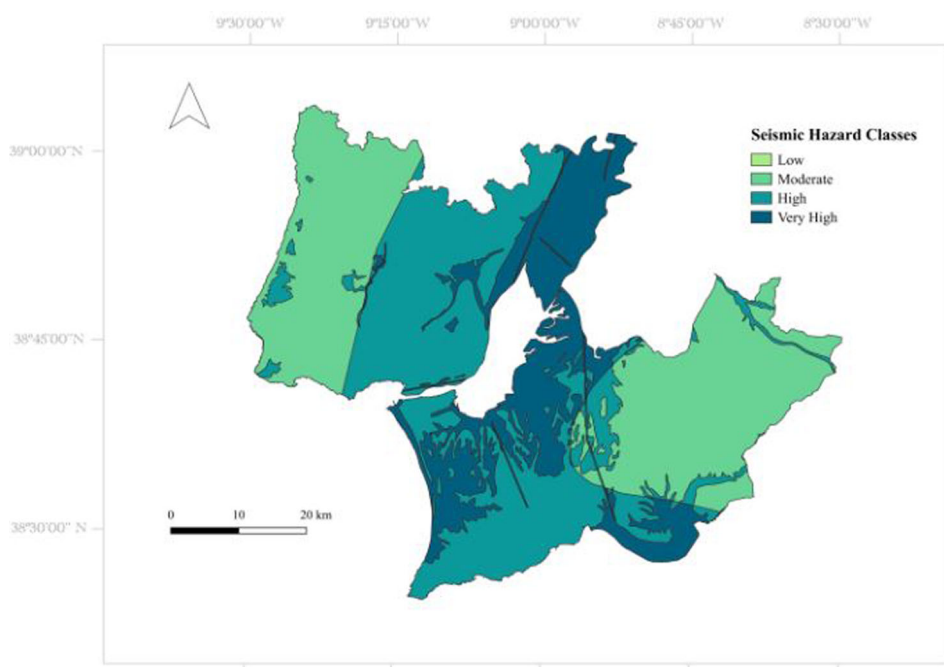 9°30'00''W 9°15'00''W 9°00'00''W 8°45'00''W 8°30'00''W
39°00'00''N
Seismic Hazard Classes
Low
Moderate
High
Very High
38°45'00''N
0 10 20 km
38°30'00'' N